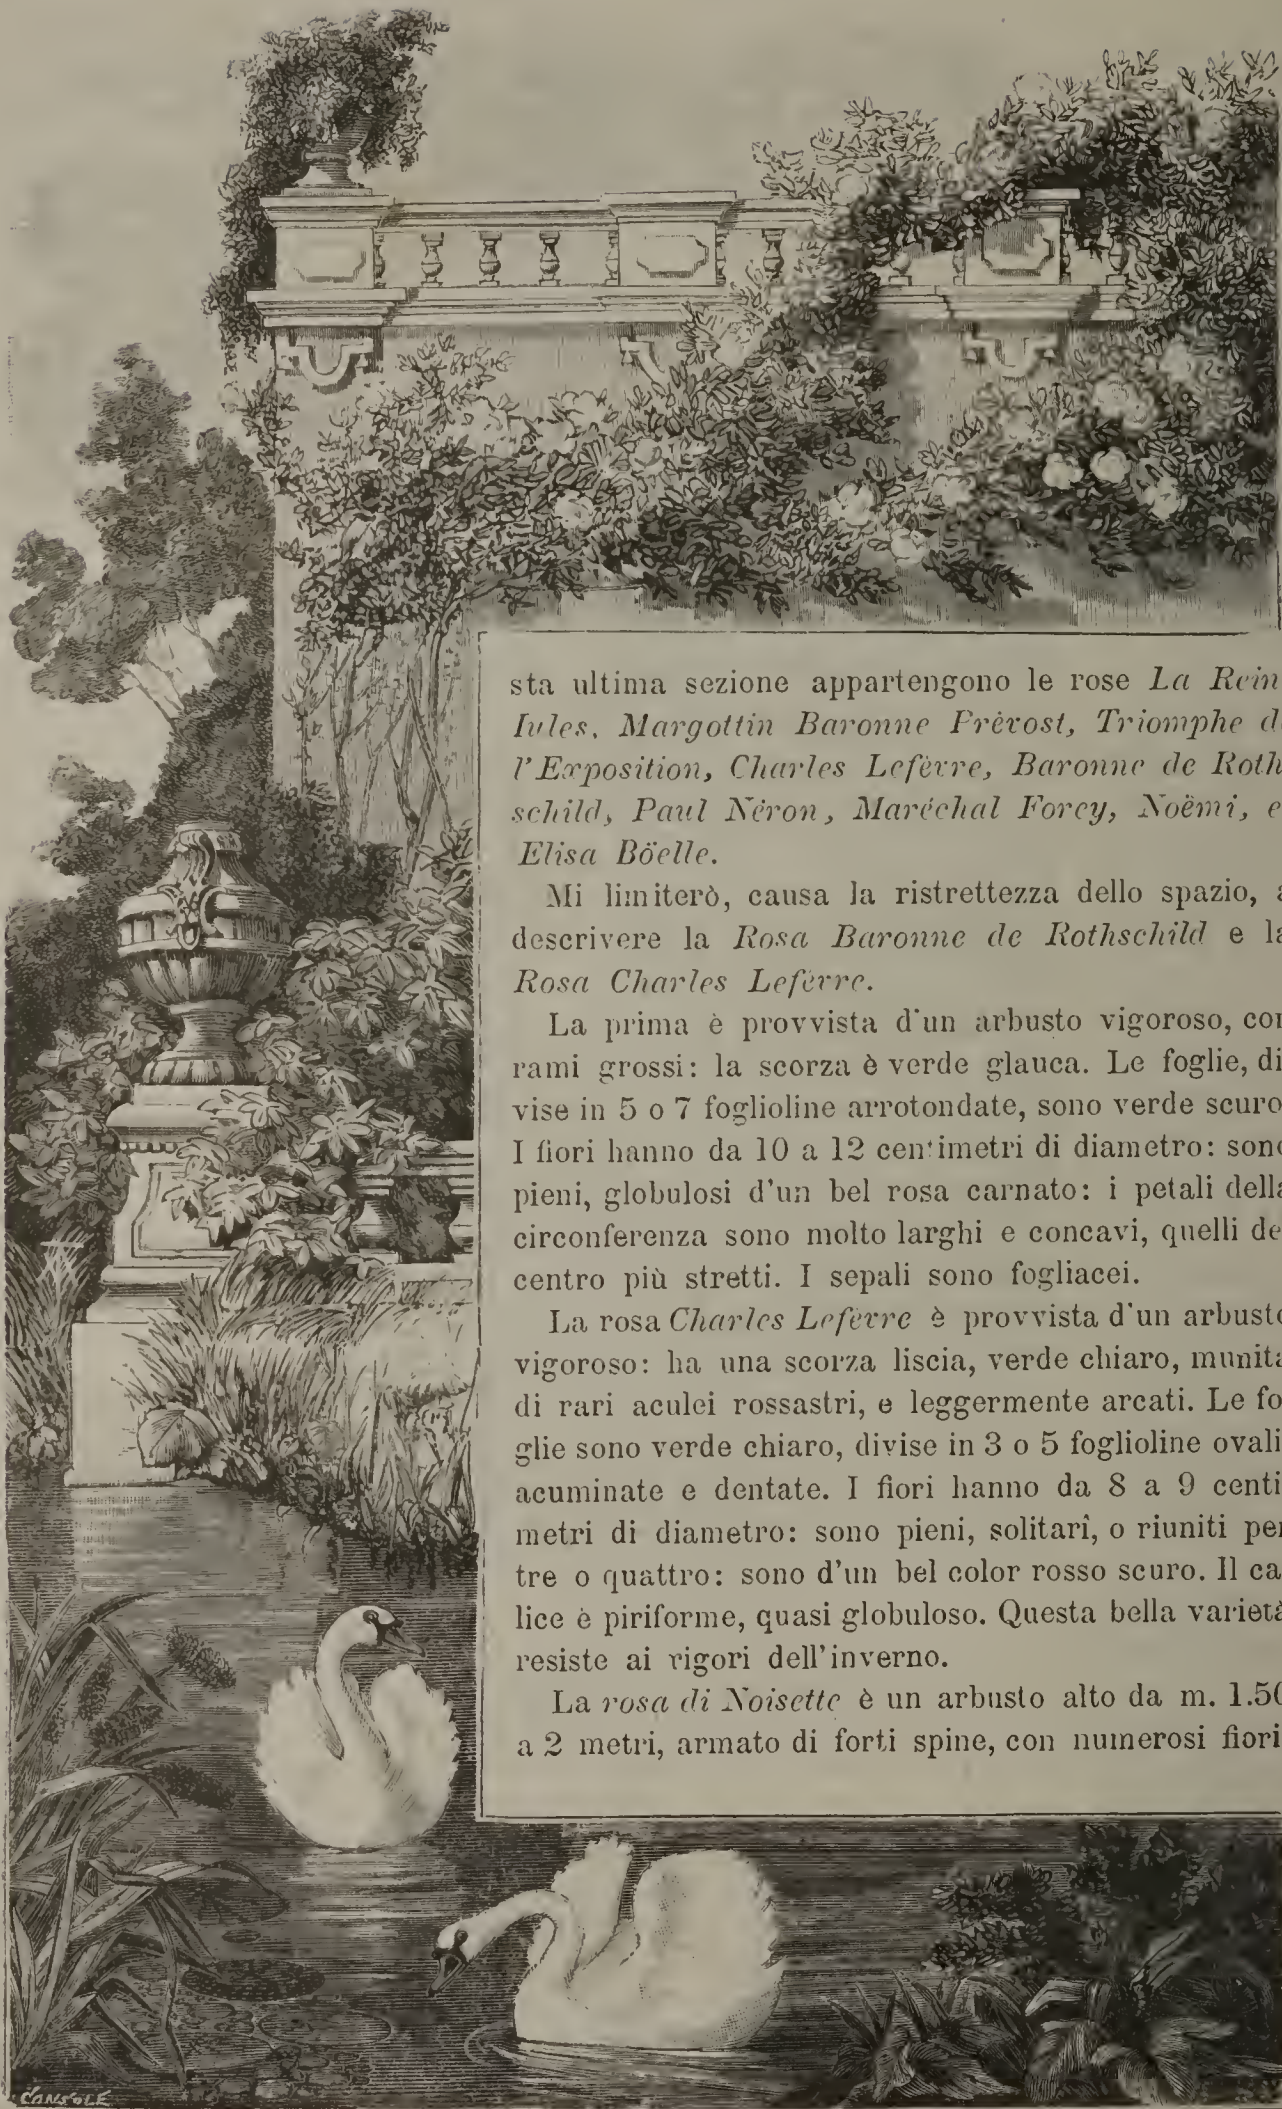 sta ultima sezione appartengono le rose La Rein
Iules, Margottin Baronne Prévost, Triomphe d
l'Exposition, Charles Lefèvre, Baronne de Roth
schild, Paul Néron, Maréchal Forey, Noëmi, e
Elisa Böelle.
Mi limiterò, causa la ristrettezza dello spazio, a
descrivere la Rosa Baronne de Rothschild e la
Rosa Charles Lefèvre.
La prima è provvista d'un arbusto vigoroso, con
rami grossi: la scorza è verde glauca. Le foglie, di
vise in 5 o 7 foglioline arrotondate, sono verde scuro
I fiori hanno da 10 a 12 centimetri di diametro: sono
pieni, globulosi d'un bel rosa carnato: i petali della
circonferenza sono molto larghi e concavi, quelli de
centro più stretti. I sepali sono fogliacei.
La rosa Charles Lefèvre è provvista d'un arbusto
vigoroso: ha una scorza liscia, verde chiaro, munita
di rari aculei rossastri, e leggermente arcati. Le fo
glie sono verde chiaro, divise in 3 o 5 foglioline ovali
acuminate e dentate. I fiori hanno da 8 a 9 centi
metri di diametro: sono pieni, solitarî, o riuniti per
tre o quattro: sono d'un bel color rosso scuro. Il ca
lice è piriforme, quasi globuloso. Questa bella varietà
resiste ai rigori dell'inverno.
La rosa di Noisette è un arbusto alto da m. 1.50
a 2 metri, armato di forti spine, con numerosi fiori
CANSOLE